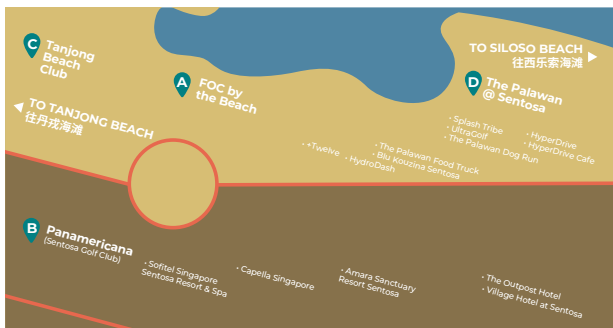 C
Tanjong
Beach
Club
A
FOC by
the Beach
TO TANJONG BEACH
往丹戎海滩
TO SILOSO BEACH
往西乐索海滩
D
The Palawan
@ Sentosa
• Splash Tribe
• UltraGolf
• The Palawan Dog Run
• HyperDrive
• HyperDrive Cafe
• +Twelve
• HydroDash
• The Palawan Food Truck
• Blu Kouzina Sentosa
B
Panamericana
(Sentosa Golf Club)
• Sofitel Singapore
Sentosa Resort & Spa
• Capella Singapore
• Amara Sanctuary
Resort Sentosa
• The Outpost Hotel
• Village Hotel at Sentosa